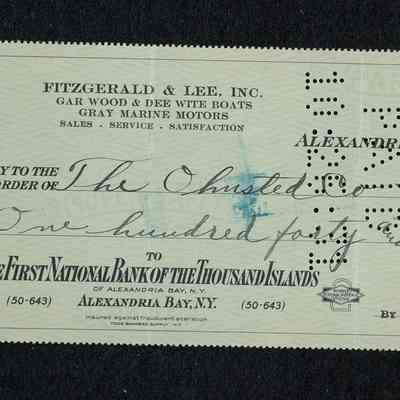 FITZGERALD & LEE, INC.
GAR WOOD & DEE WITE BOATS
GRAY MARINE MOTORS
SALES - SERVICE - SATISFACTION
ALEXANDRI
Y TO THE
RDER OF The Olmsted Co
One hundred forty
TO
E FIRST NATIONAL BANK OF THE THOUSAND ISLANDS
OF ALEXANDRIA BAY, N.Y.
(50-643) ALEXANDRIA BAY, N.Y. (50-643)
BY
Insured against fraudulent alteration